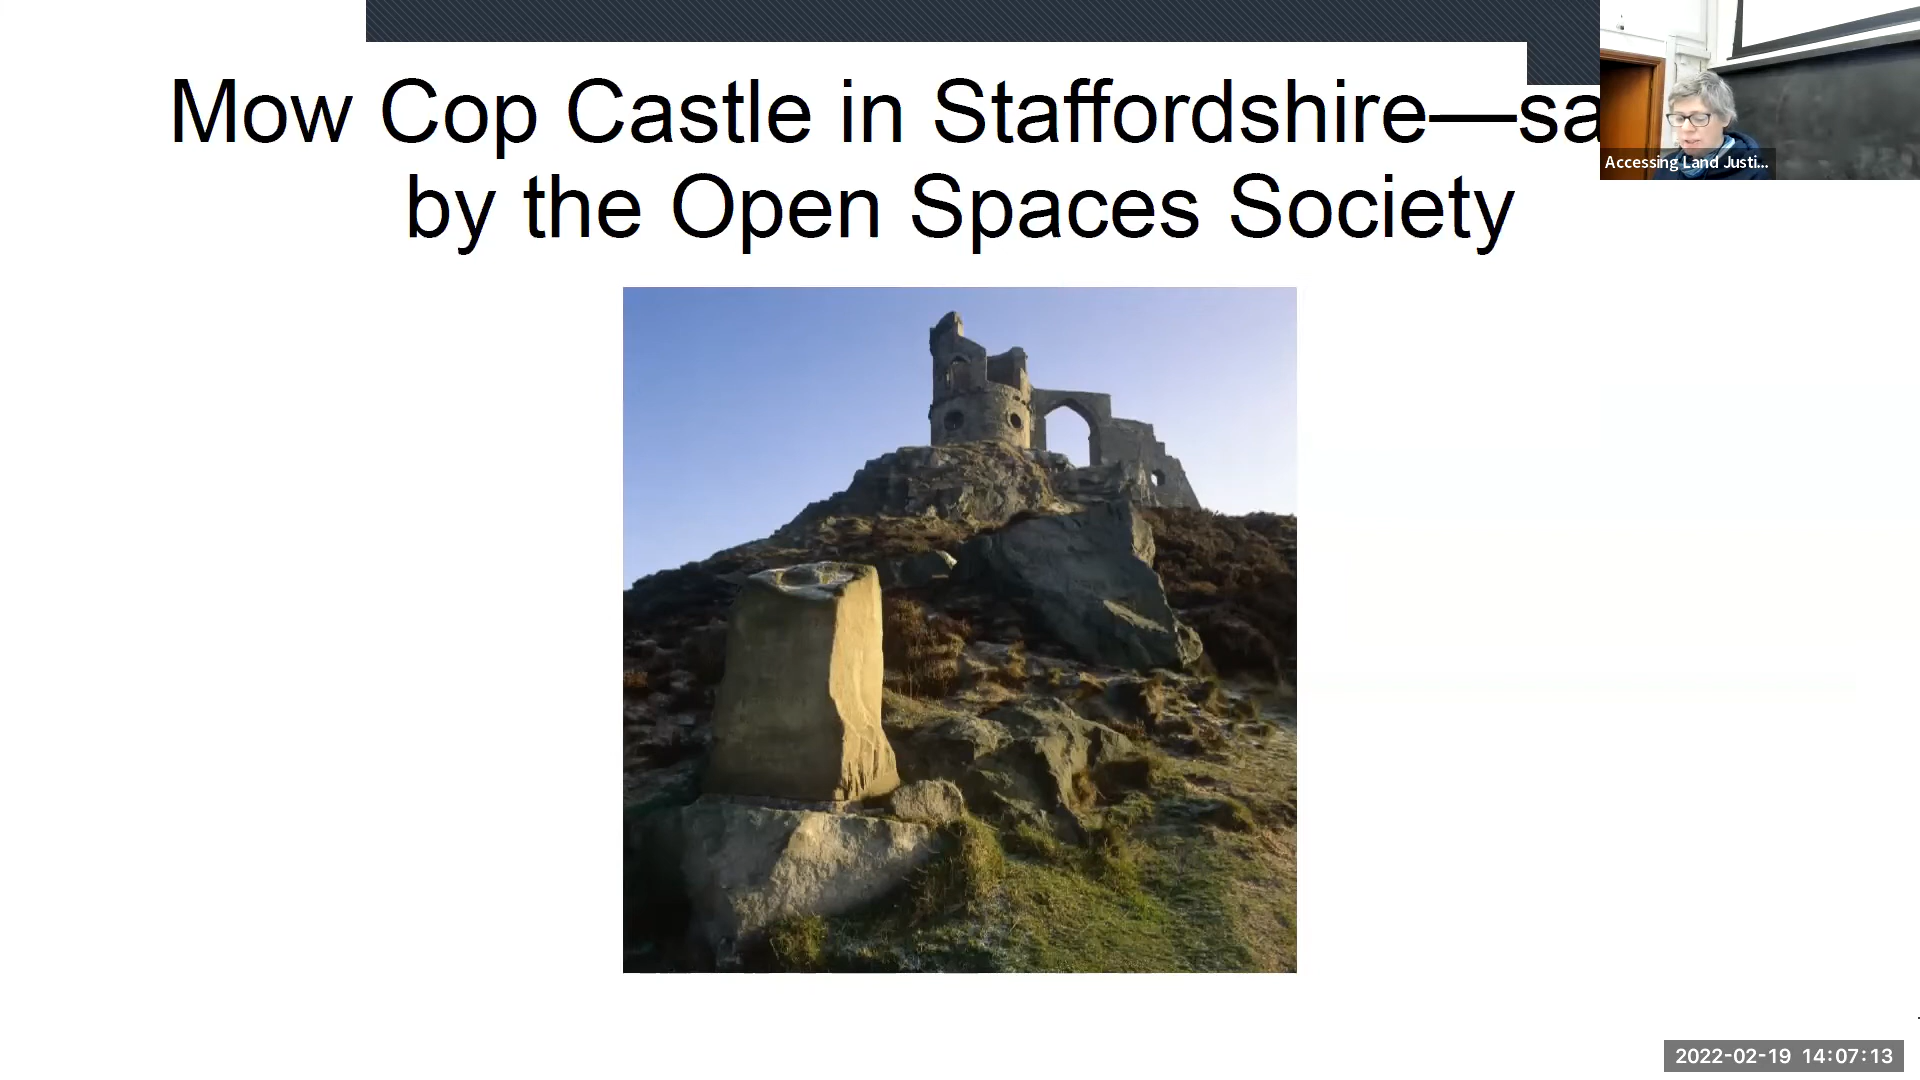 Mow Cop Castle in Staffordshire—sa
by the Open Spaces Society
Accessing Land Justi...
2022-02-19 14:07:13